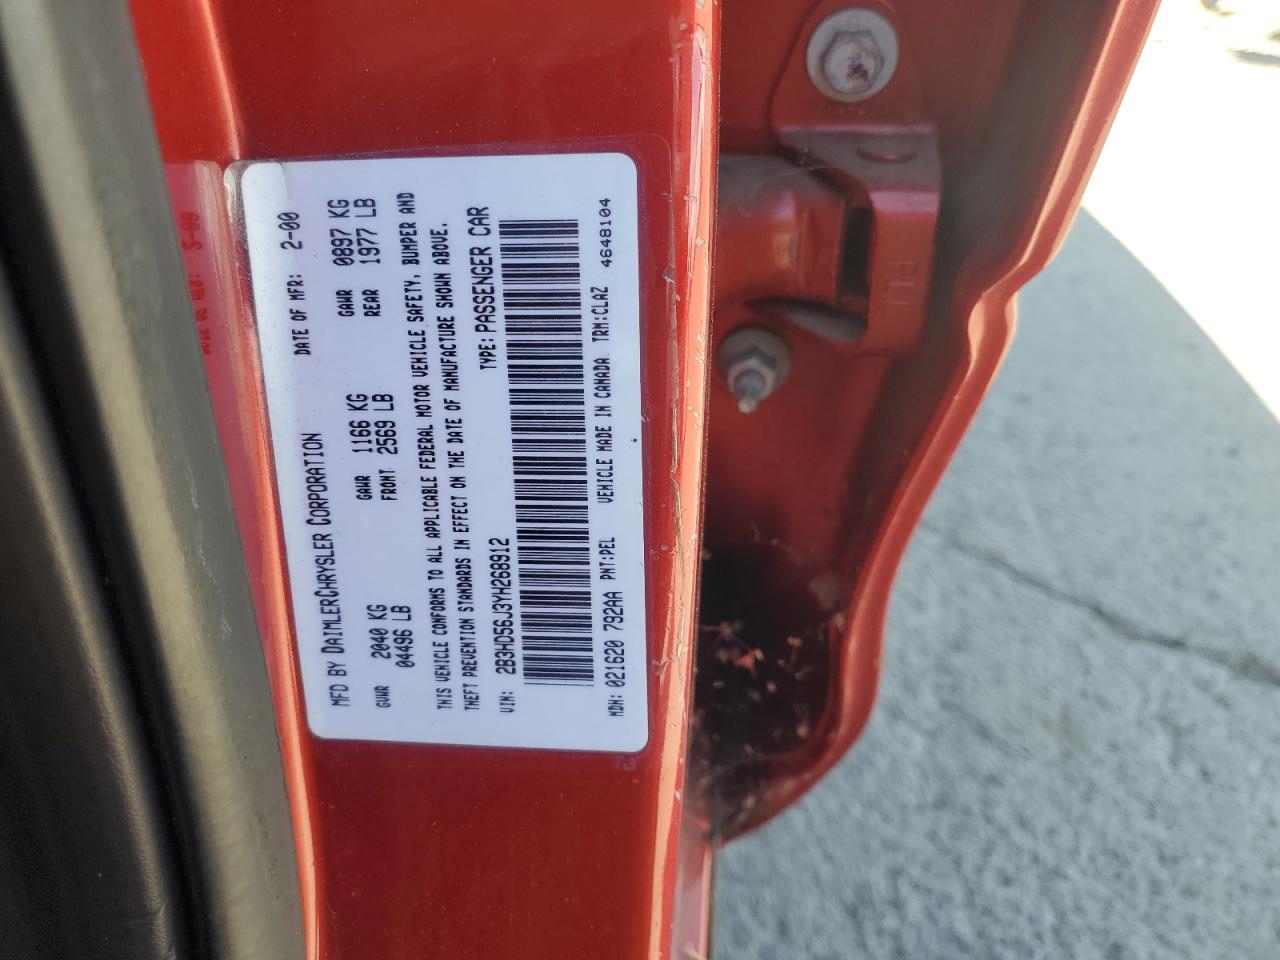 MFD BY DAIMLERCHRYSLER CORPORATION DATE OF MFR: 2-00
GVWR 2040 KG GAWR 1166 KG GAWR 0897 KG
04496 LB FRONT 2569 LB REAR 1977 LB
THIS VEHICLE CONFORMS TO ALL APPLICABLE FEDERAL MOTOR VEHICLE SAFETY, BUMPER AND
THEFT PREVENTION STANDARDS IN EFFECT ON THE DATE OF MANUFACTURE SHOWN ABOVE.
VIN: 2B3HD56J3YH268912 TYPE: PASSENGER CAR
MDH: 021620 792AA PNT:PEL VEHICLE MADE IN CANADA TRM:CLAZ 4648104